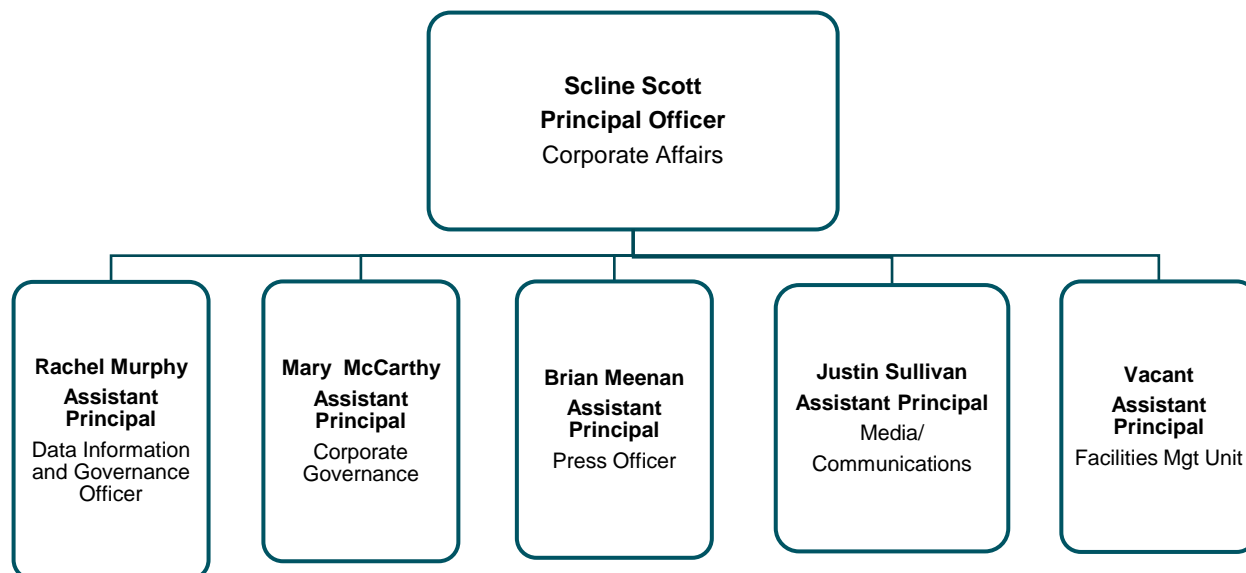 Scline Scott
Principal Officer
Corporate Affairs
Rachel Murphy
Assistant
Principal
Data Information
and Governance
Officer
Mary McCarthy
Assistant
Principal
Corporate
Governance
Brian Meenan
Assistant
Principal
Press Officer
Justin Sullivan
Assistant Principal
Media/
Communications
Vacant
Assistant
Principal
Facilities Mgt Unit